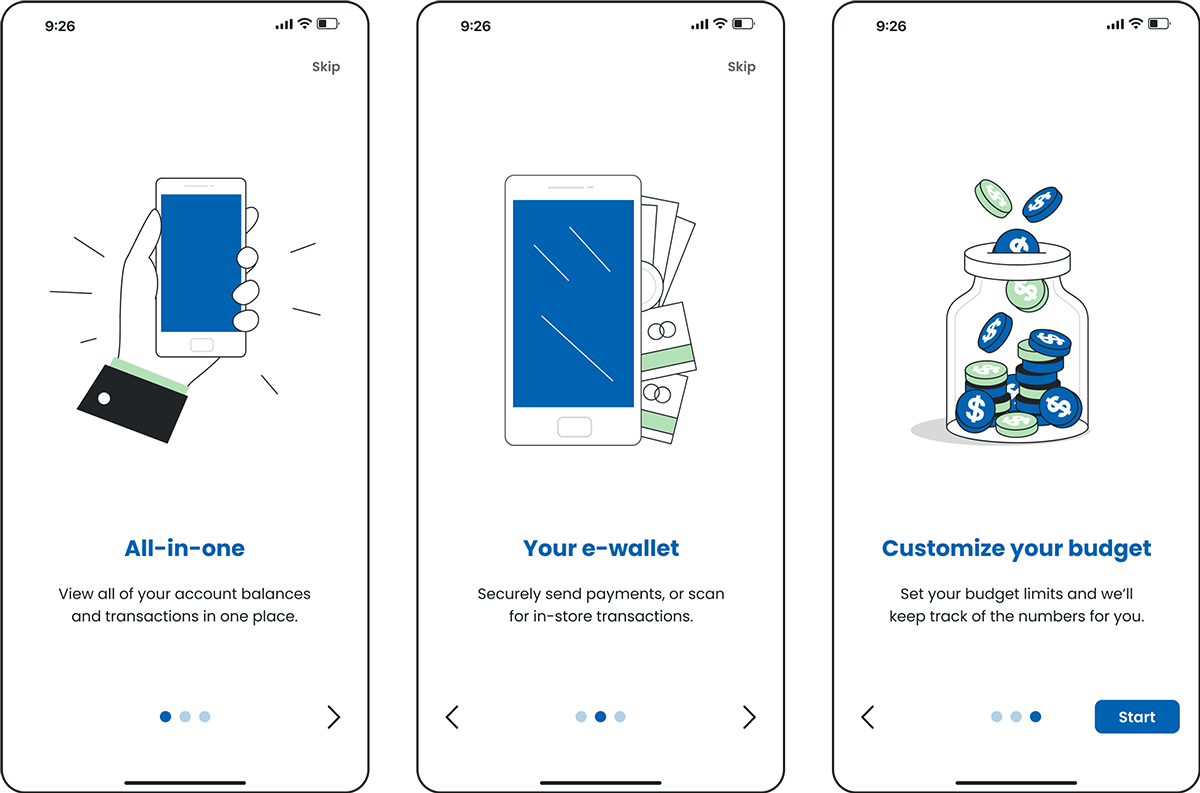 9:26
Skip
All-in-one
View all of your account balances
and transactions in one place.
9:26
Skip
Your e-wallet
Securely send payments, or scan
for in-store transactions.
9:26
$
$
$
$
$
$
$
$
$
$
$
Customize your budget
Set your budget limits and we’ll
keep track of the numbers for you.
Start